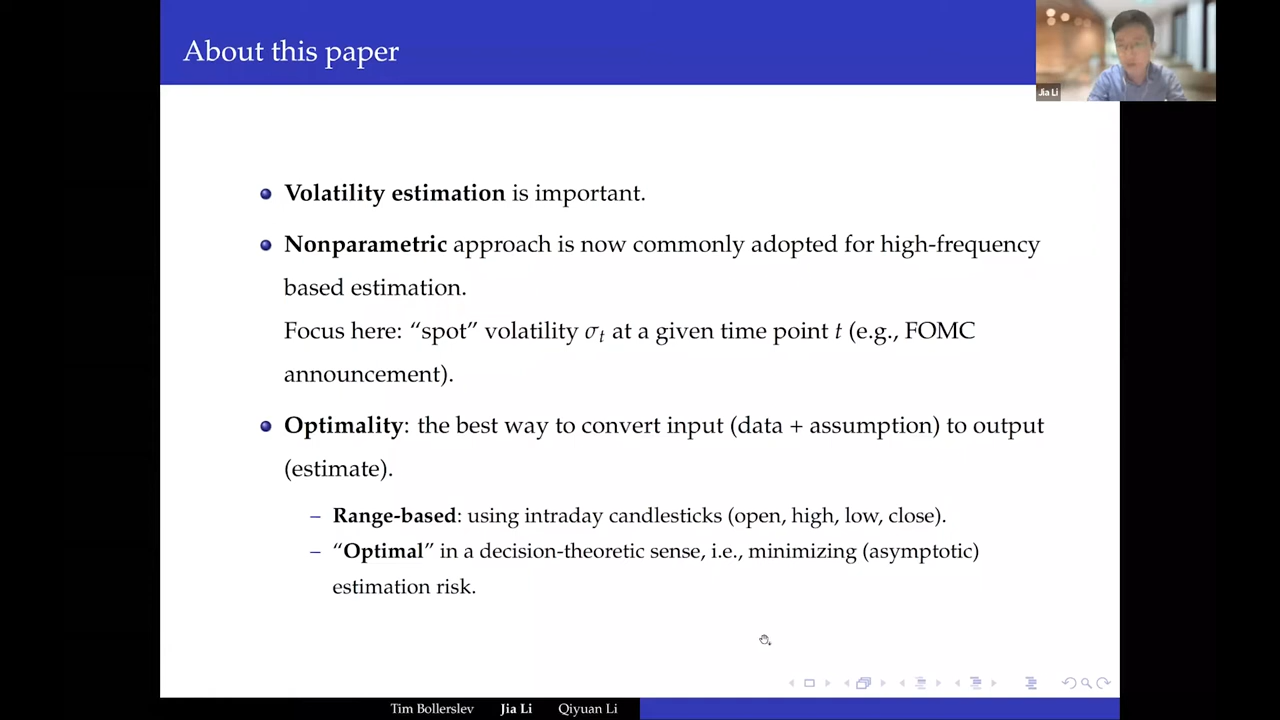 About this paper
Jia Li
Volatility estimation is important.
Nonparametric approach is now commonly adopted for high-frequency
based estimation.
Focus here: “spot” volatility σt at a given time point t (e.g., FOMC
announcement).
Optimality: the best way to convert input (data + assumption) to output
(estimate).
– Range-based: using intraday candlesticks (open, high, low, close).
– “Optimal” in a decision-theoretic sense, i.e., minimizing (asymptotic)
estimation risk.
Tim Bollerslev Jia Li Qiyuan Li